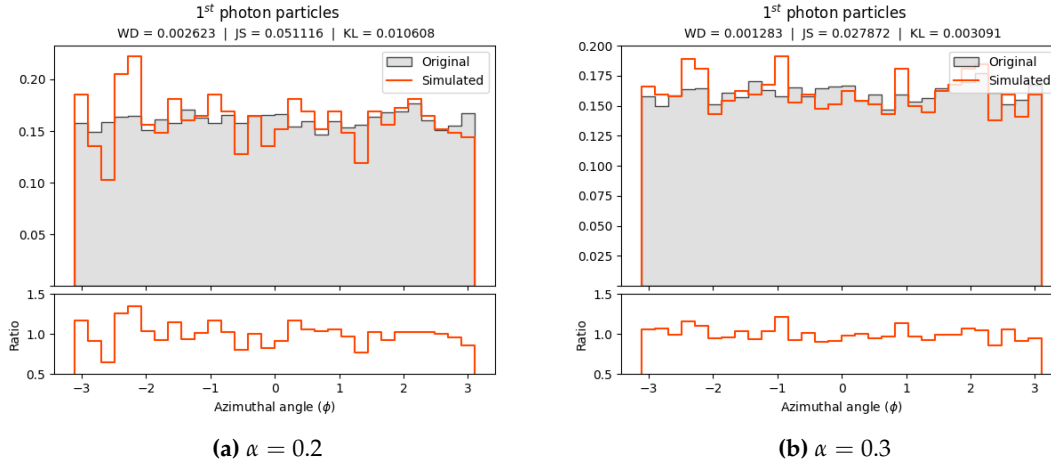 1st photon particles
WD = 0.002623 | JS = 0.051116 | KL = 0.010608
Original
Simulated
0.20
0.15
0.10
0.05
1.5
1.0
0.5
Ratio
−3 −2 −1 0 1 2 3
Azimuthal angle (ϕ)
(a) α = 0.2
1st photon particles
WD = 0.001283 | JS = 0.027872 | KL = 0.003091
Original
Simulated
0.200
0.175
0.150
0.125
0.100
0.075
0.050
0.025
1.5
1.0
0.5
Ratio
−3 −2 −1 0 1 2 3
Azimuthal angle (ϕ)
(b) α = 0.3